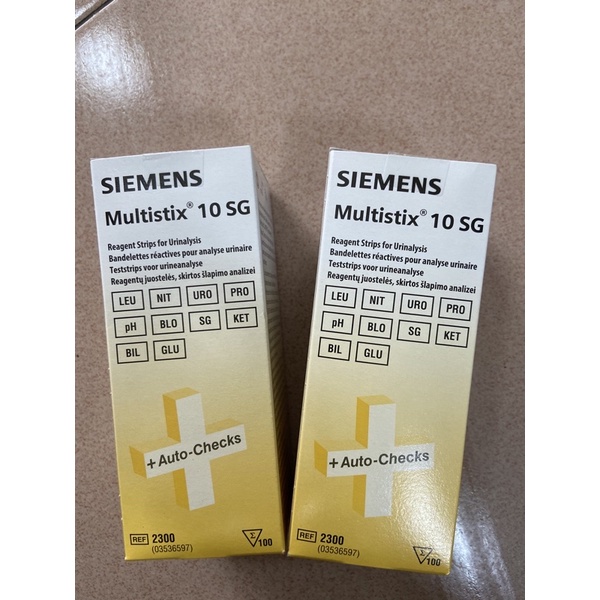 SIEMENS
Multistix® 10 SG
Reagent Strips for Urinalysis
Bandelettes réactives pour analyse urinaire
Teststrips voor urineanalyse
Reagentų juostelės, skirtos šlapimo analizei
LEU NIT URO PRO
pH BLO SG KET
BIL GLU
+ Auto-Checks
REF 2300
(03536597)
Σ 100
SIEMENS
Multistix® 10 SG
Reagent Strips for Urinalysis
Bandelettes réactives pour analyse urinaire
Teststrips voor urineanalyse
Reagentų juostelės, skirtos šlapimo analizei
LEU NIT URO PRO
pH BLO SG KET
BIL GLU
+ Auto-Checks
REF 2300
(03536597)
Σ 100